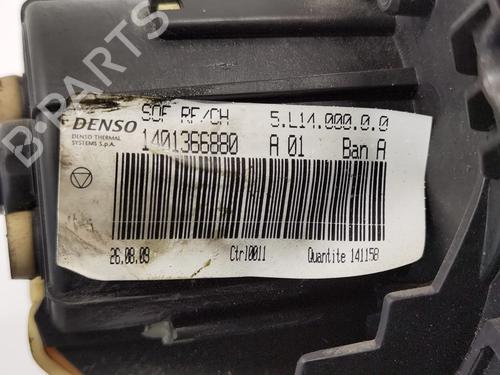 SCF RF/CH 5.L14.000.0.0
DENSO
DENSO THERMAL
SYSTEMS S.p.A.
1401366880 A 01 Ban A
26.08.09 Ctrl0011 Quantite 141158
B-PARTS